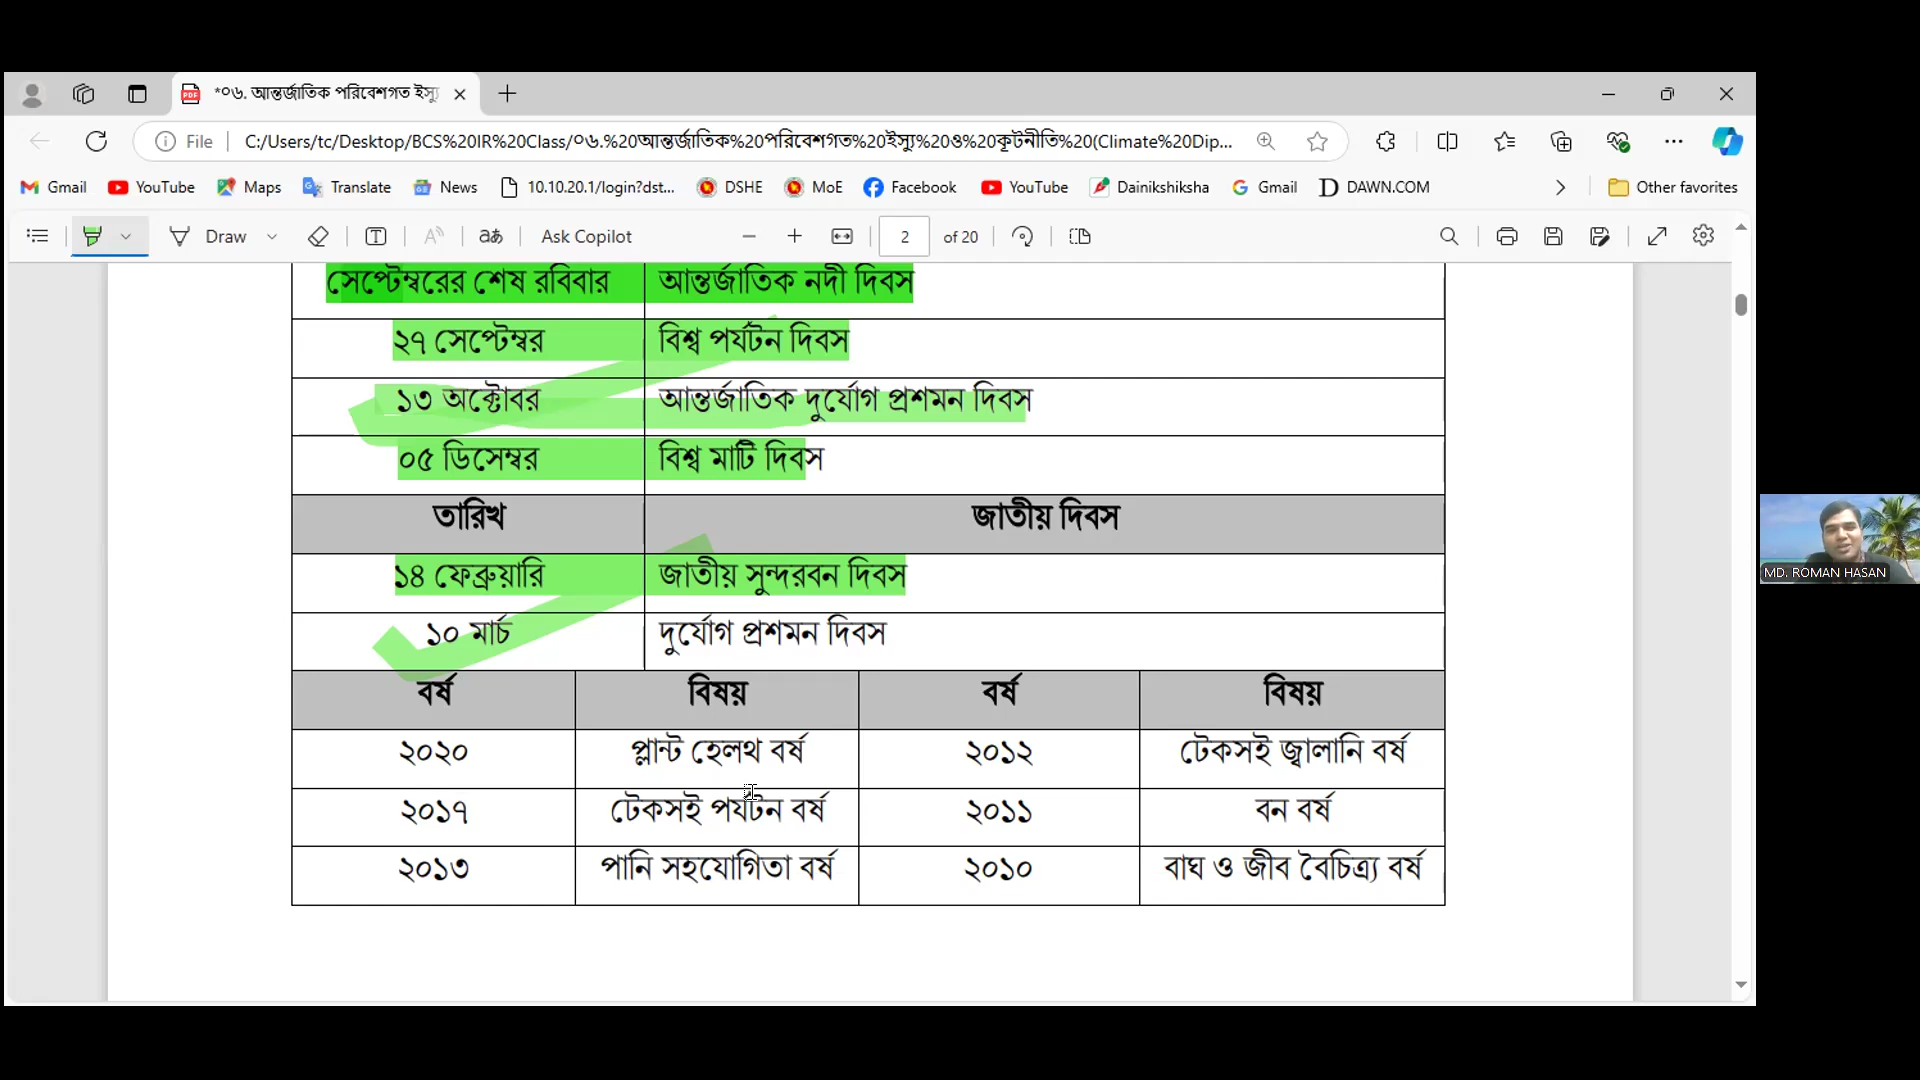 *০৬. আন্তর্জাতিক পরিবেশগত ইস্যু
File C:/Users/tc/Desktop/BCS%20IR%20Class/০৬.%20আন্তর্জাতিক%20পরিবেশগত%20ইস্যু%20ও%20কূটনীতি%20(Climate%20Dip...
Gmail YouTube Maps Translate News 10.10.20.1/login?dst... DSHE MoE Facebook YouTube Dainikshiksha Gmail DAWN.COM Other favorites
Draw Ask Copilot 2 of 20
সেপ্টেম্বরের শেষ রবিবার আন্তর্জাতিক নদী দিবস
২৭ সেপ্টেম্বর বিশ্ব পর্যটন দিবস
১৩ অক্টোবর আন্তর্জাতিক দুর্যোগ প্রশমন দিবস
০৫ ডিসেম্বর বিশ্ব মাটি দিবস
তারিখ জাতীয় দিবস
১৪ ফেব্রুয়ারি জাতীয় সুন্দরবন দিবস
MD. ROMAN HASAN
১০ মার্চ দুর্যোগ প্রশমন দিবস
বর্ষ বিষয় বর্ষ বিষয়
২০২০ প্লান্ট হেলথ বর্ষ ২০১২ টেকসই জ্বালানি বর্ষ
২০১৭ টেকসই পর্যটন বর্ষ ২০১১ বন বর্ষ
২০১৩ পানি সহযোগিতা বর্ষ ২০১০ বাঘ ও জীব বৈচিত্র্য বর্ষ